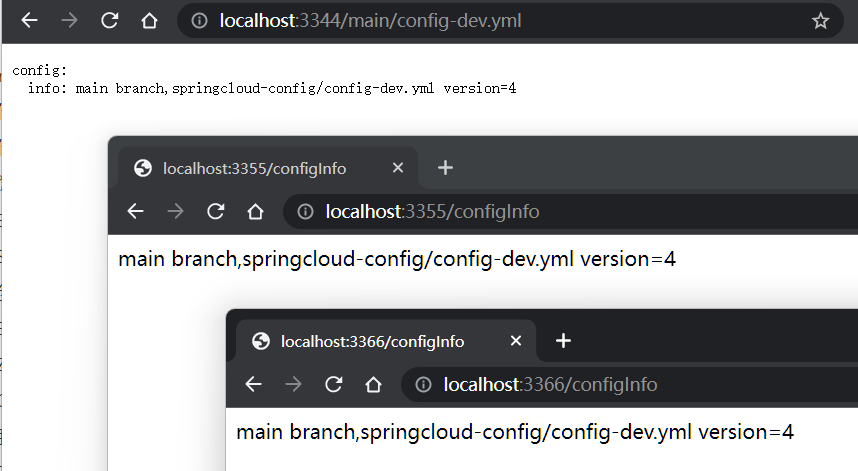 localhost:3344/main/config-dev.yml
config:
  info: main branch,springcloud-config/config-dev.yml version=4
localhost:3355/configInfo
localhost:3355/configInfo
main branch,springcloud-config/config-dev.yml version=4
localhost:3366/configInfo
localhost:3366/configInfo
main branch,springcloud-config/config-dev.yml version=4